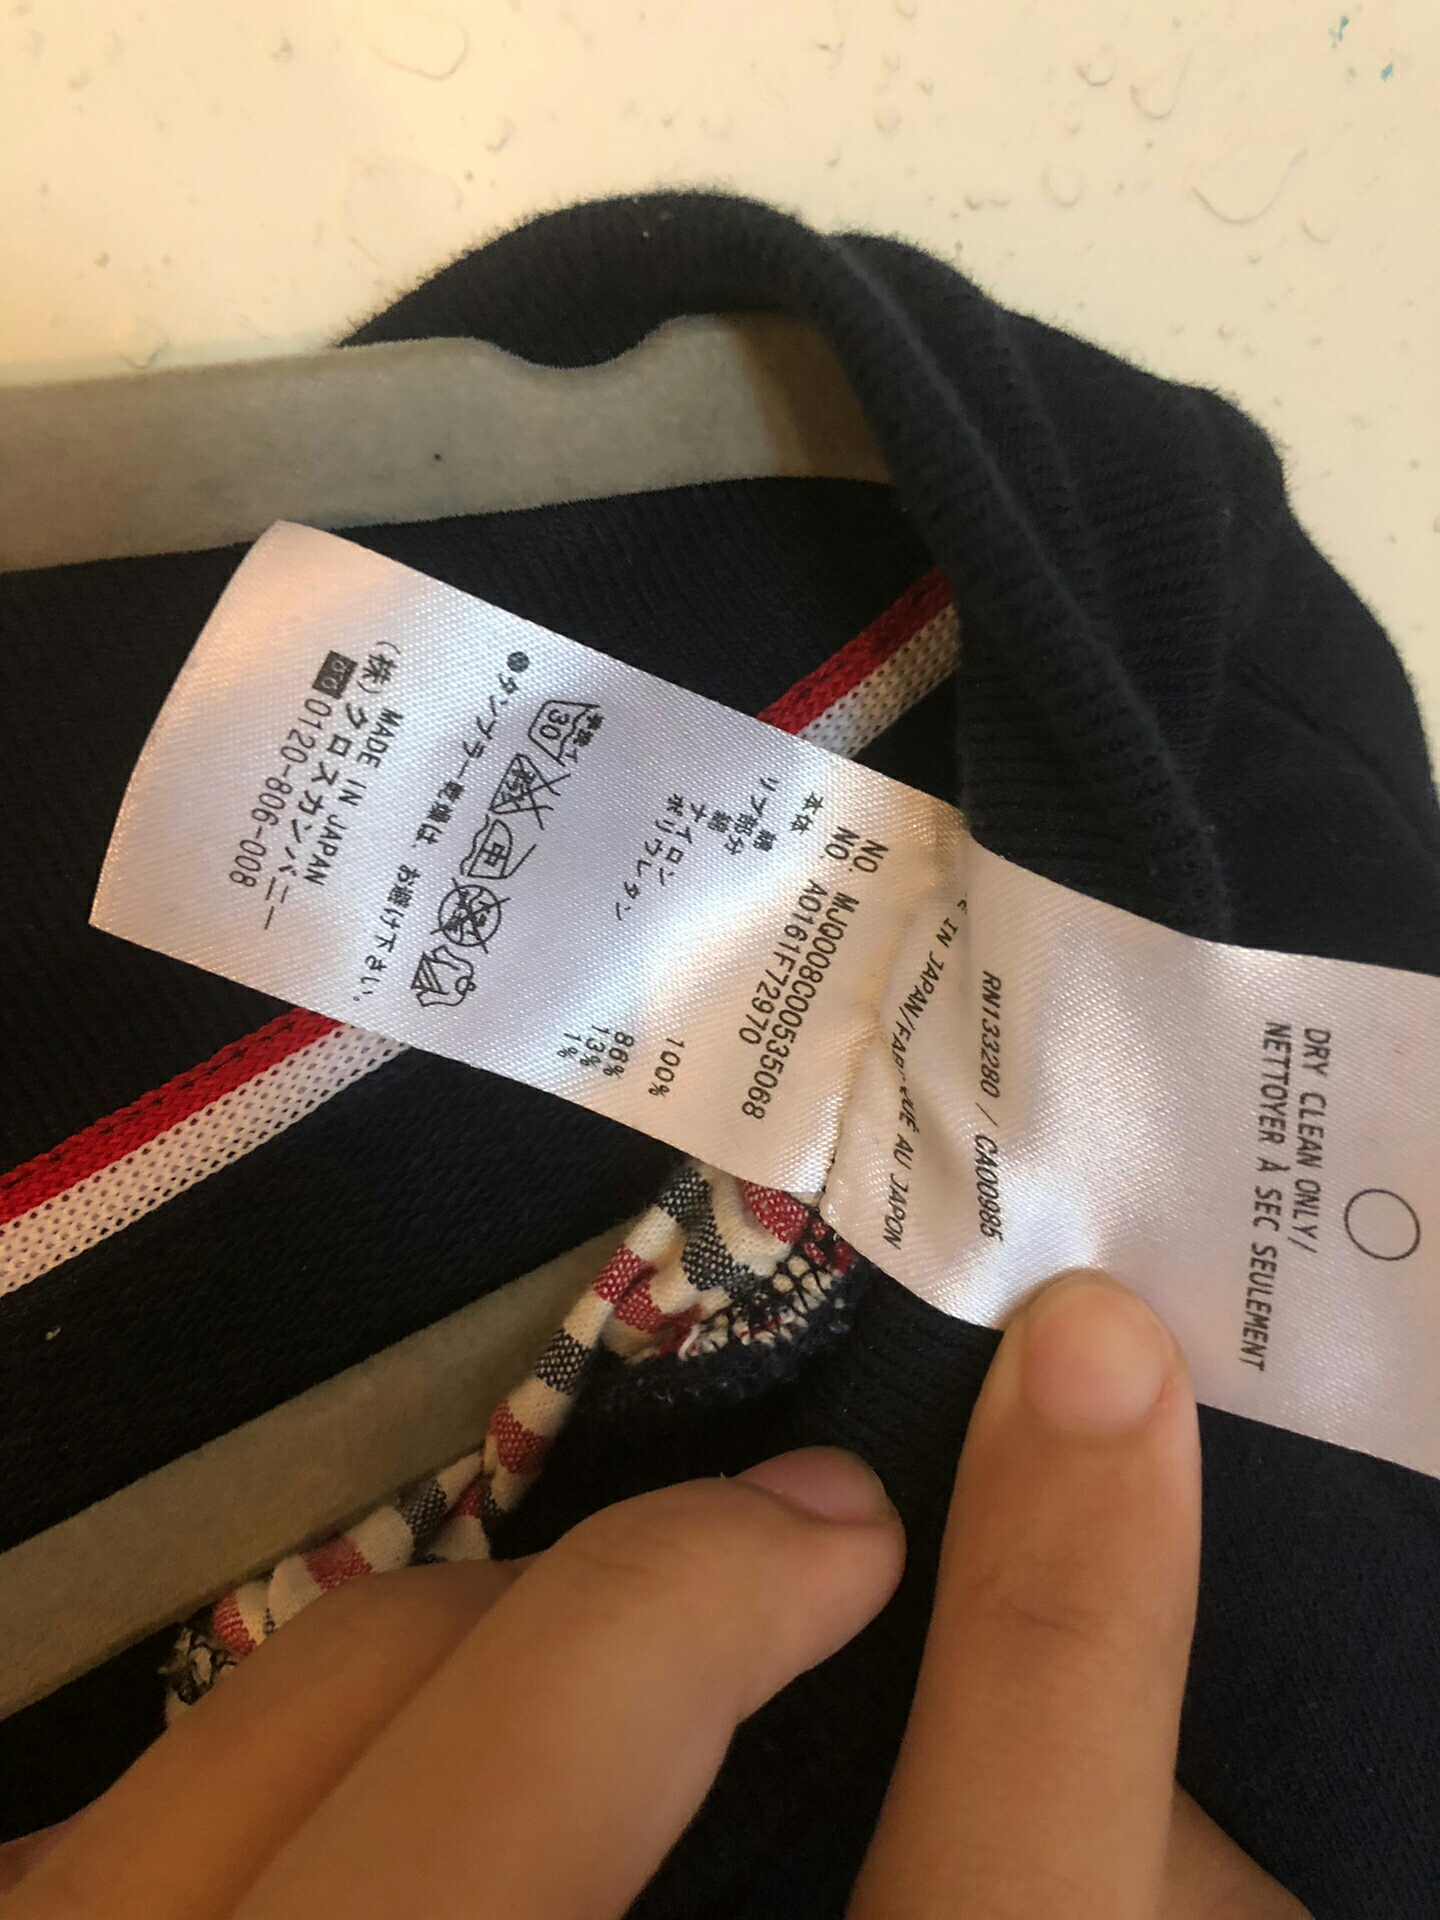 NO. MJQ008C00535068
NO. A0161F72970
本体 綿 100%
リブ部分 綿 86%
ナイロン 13%
ポリウレタン 1%
30
●タンブラー乾燥は、お避け下さい。
MADE IN JAPAN
(株)クロスカンパニー
0120-806-008
IN JAPAN/ AU JAPON
RN133280 / CA00985
DRY CLEAN ONLY/
NETTOYER À SEC SEULEMENT